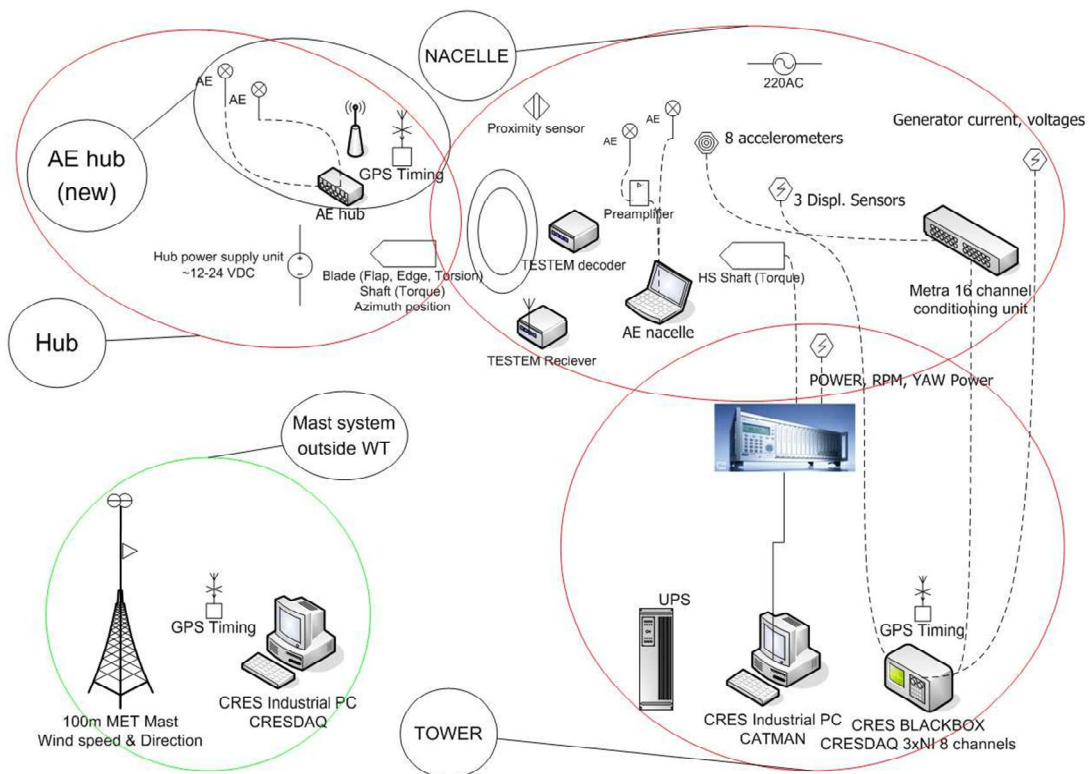 NACELLE
220AC
AE
AE
AE hub
(new)
GPS Timing
AE hub
Hub power supply unit
~12-24 VDC
Blade (Flap, Edge, Torsion)
Shaft (Torque)
Azimuth position
Hub
Proximity sensor
AE
AE
8 accelerometers
Generator current, voltages
Preamplifier
3 Displ. Sensors
TESTEM decoder
HS Shaft (Torque)
AE nacelle
Metra 16 channel
conditioning unit
TESTEM Reciever
POWER, RPM, YAW Power
Mast system
outside WT
GPS Timing
100m MET Mast
Wind speed & Direction
CRES Industrial PC
CRESDAQ
UPS
GPS Timing
CRES Industrial PC
CATMAN
CRES BLACKBOX
CRESDAQ 3xNI 8 channels
TOWER